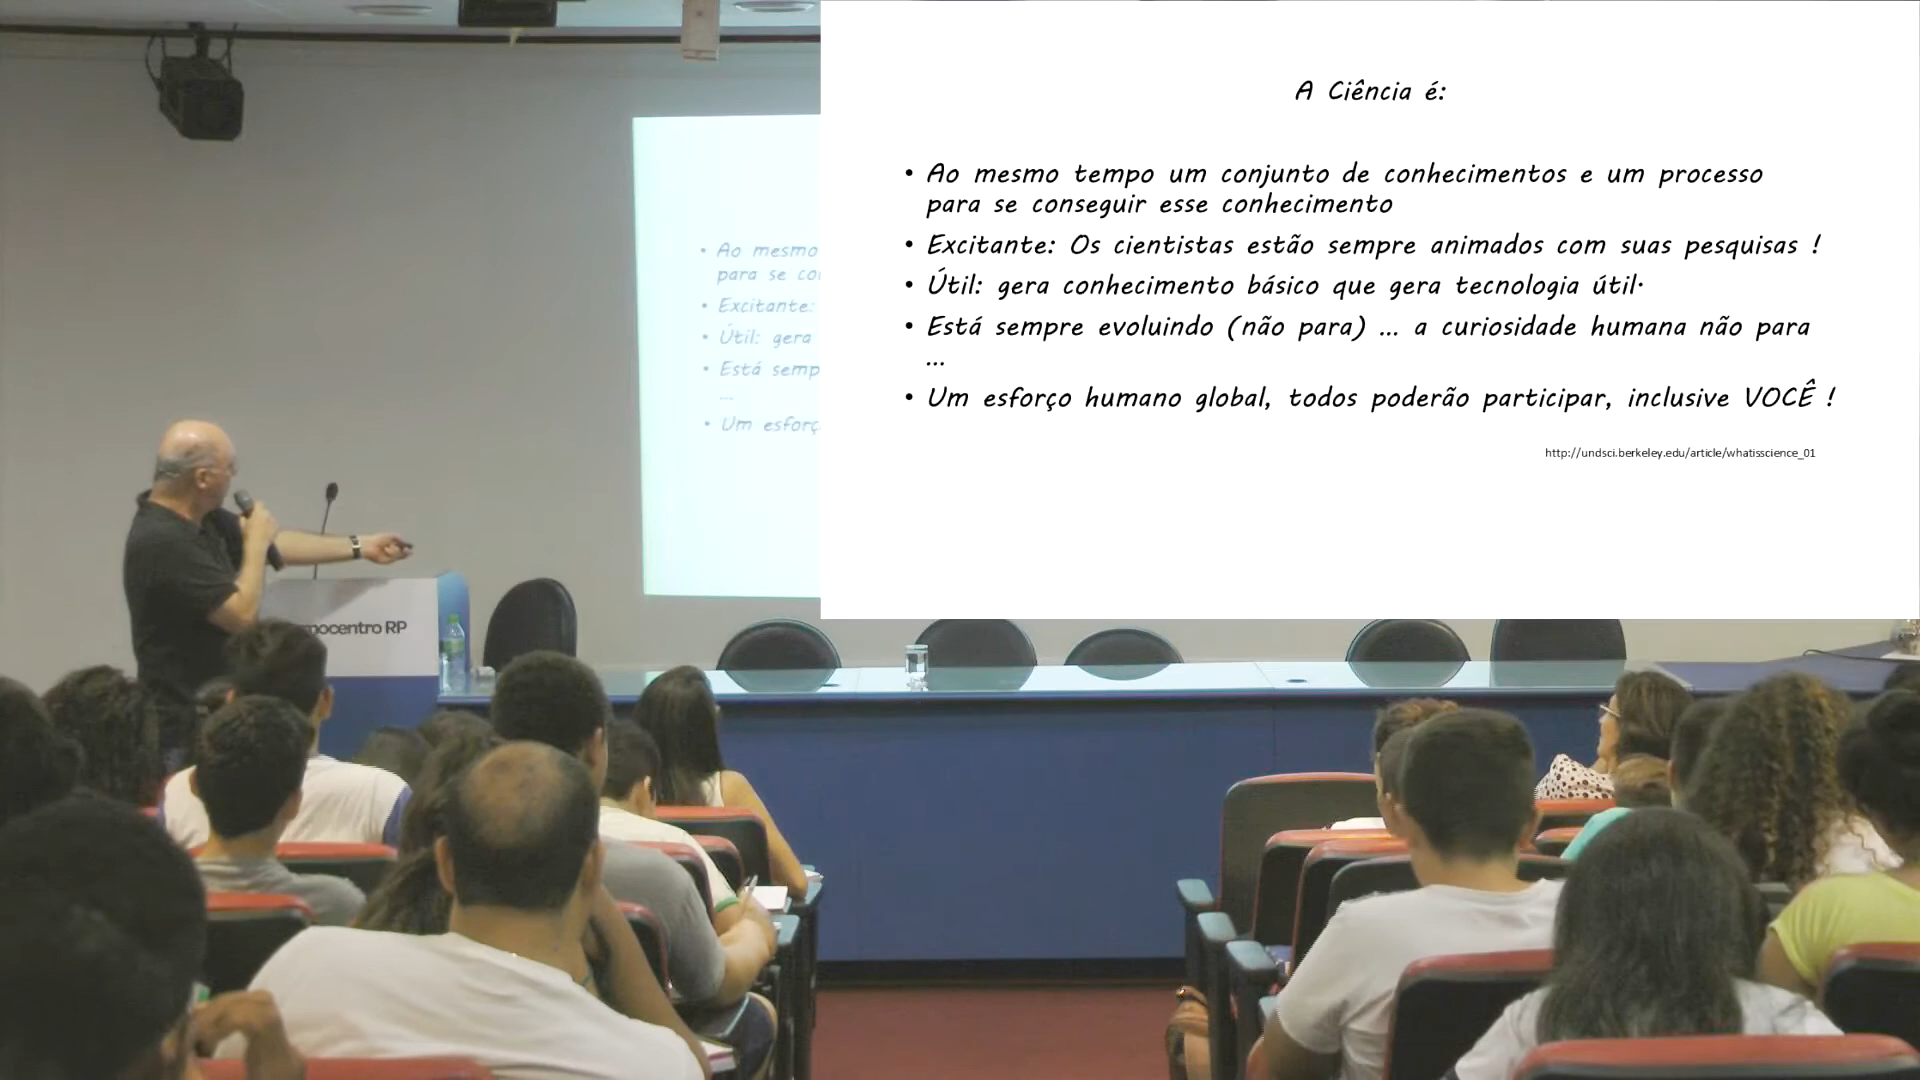 A Ciência é:
• Ao mesmo tempo um conjunto de conhecimentos e um processo
para se conseguir esse conhecimento
• Excitante: Os cientistas estão sempre animados com suas pesquisas !
• Útil: gera conhecimento básico que gera tecnologia útil.
• Está sempre evoluindo (não para) ... a curiosidade humana não para
...
• Um esforço humano global, todos poderão participar, inclusive VOCÊ !
http://undsci.berkeley.edu/article/whatisscience_01
• Ao mesmo
para se co
• Excitante:
• Útil: gera
• Está semp
...
• Um esforç
ocentro RP